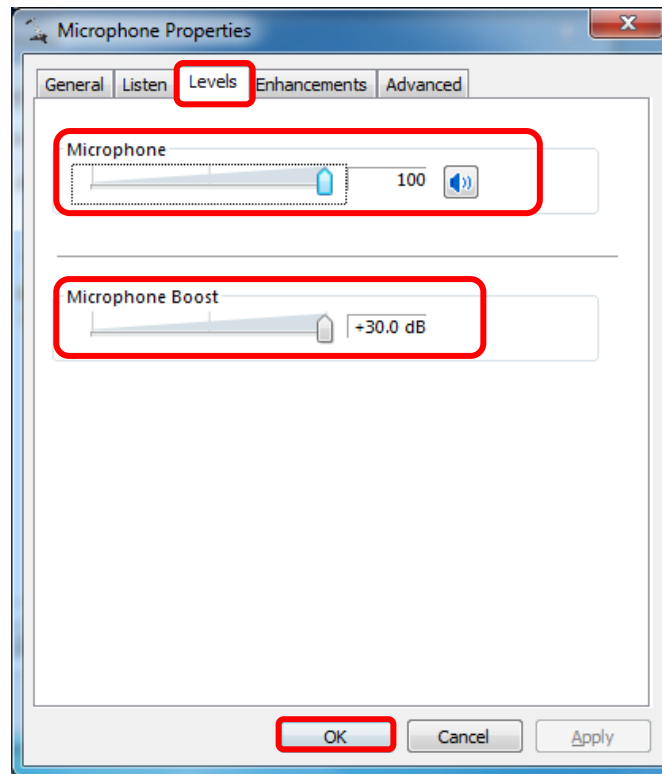 Microphone Properties
General Listen Levels Enhancements Advanced
Microphone
100
Microphone Boost
+30.0 dB
OK Cancel Apply